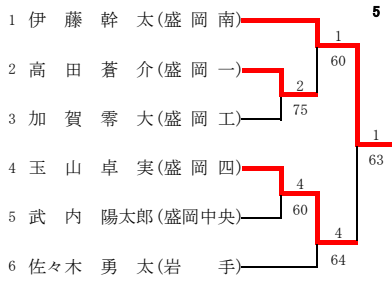 5
1 伊 藤 幹 太(盛 岡 南)
1
60
2 高 田 蒼 介(盛 岡 一)
2
75
3 加 賀 零 大(盛 岡 工)
1
63
4 玉 山 卓 実(盛 岡 四)
4
60
5 武 内 陽太郎(盛岡中央)
4
64
6 佐々木 勇 太(岩 手)